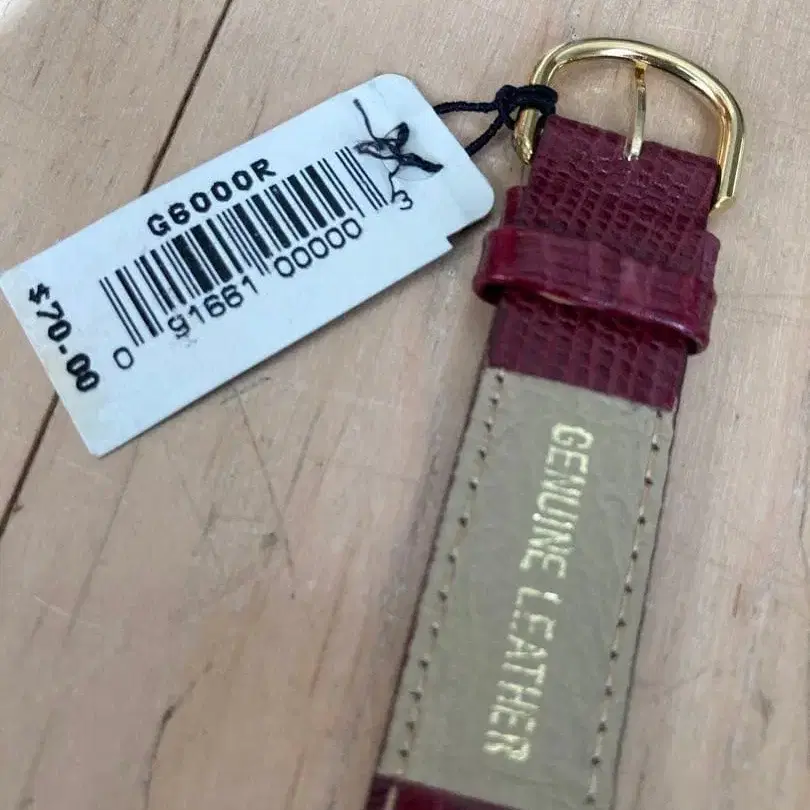 G6000R
0 91661 00000 3
$70.00
GENUINE LEATHER